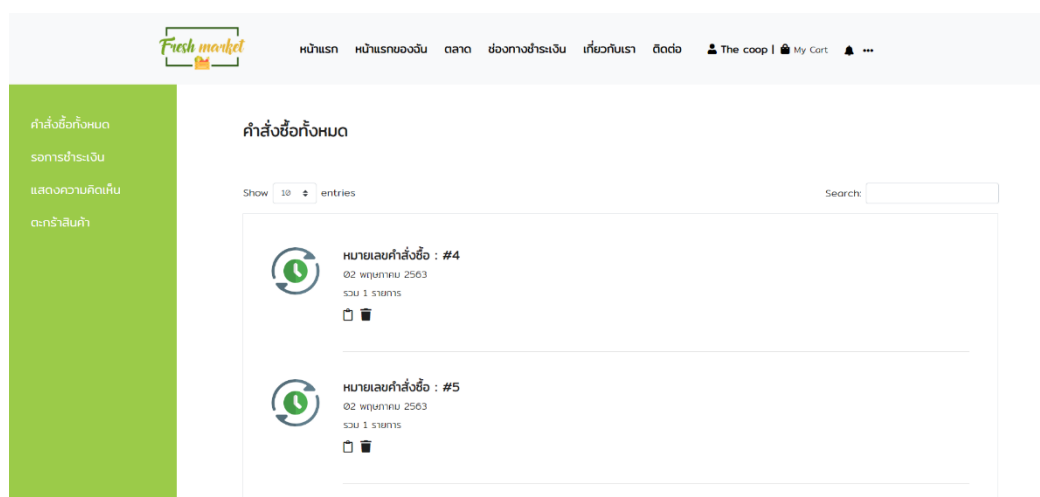 Fresh market
หน้าแรก หน้าแรกของฉัน ตลาด ช่องทางชำระเงิน เกี่ยวกับเรา ติดต่อ The coop | My Cart
คำสั่งซื้อทั้งหมด
รอการชำระเงิน
แสดงความคิดเห็น
ตะกร้าสินค้า
คำสั่งซื้อทั้งหมด
Show 10 entries Search:
หมายเลขคำสั่งซื้อ : #4
02 พฤษภาคม 2563
รวม 1 รายการ
หมายเลขคำสั่งซื้อ : #5
02 พฤษภาคม 2563
รวม 1 รายการ